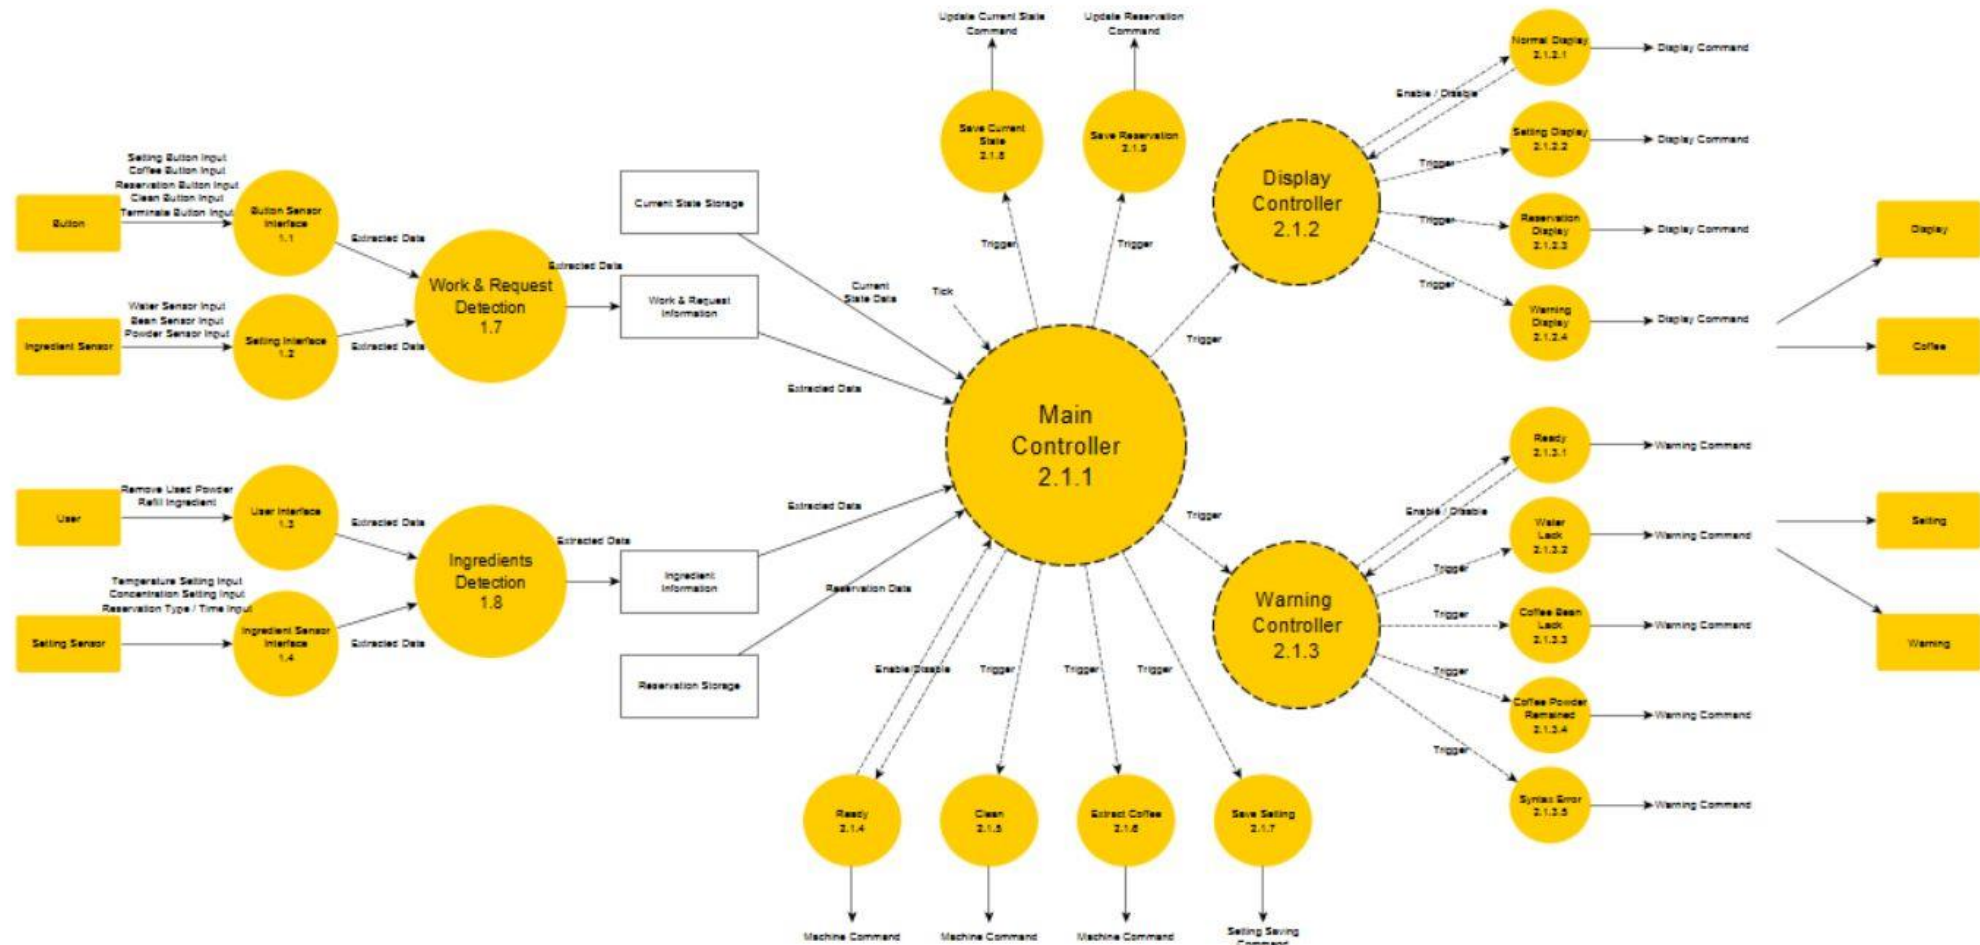 Update Current State
Command
Update Reservation
Command
Save Current
State
2.1.8
Save Reservation
2.1.9
Setting Button Input
Coffee Button Input
Reservation Button Input
Clean Button Input
Terminate Button Input
Button
Button Sensor
Interface
1.1
Extracted Data
Water Sensor Input
Bean Sensor Input
Powder Sensor Input
Ingredient Sensor
Setting Interface
1.2
Extracted Data
Work & Request
Detection
1.7
Extracted Data
Current State Storage
Work & Request
Information
Current
State Data
Tick
Extracted Data
Trigger
Trigger
Trigger
Main
Controller
2.1.1
User
Remove Used Powder
Refill Ingredient
User Interface
1.3
Extracted Data
Temperature Setting Input
Concentration Setting Input
Reservation Type / Time Input
Setting Sensor
Ingredient Sensor
Interface
1.4
Extracted Data
Ingredients
Detection
1.8
Extracted Data
Ingredient
Information
Reservation Storage
Extracted Data
Reservation Data
Enable/Disable
Trigger
Trigger
Trigger
Trigger
Ready
2.1.4
Clean
2.1.5
Extract Coffee
2.1.6
Save Setting
2.1.7
Machine Command
Machine Command
Machine Command
Setting Saving
Command
Display
Controller
2.1.2
Enable / Disable
Trigger
Trigger
Trigger
Normal Display
2.1.2.1
Display Command
Setting Display
2.1.2.2
Display Command
Reservation
Display
2.1.2.3
Display Command
Warning
Display
2.1.2.4
Display Command
Warning
Controller
2.1.3
Enable / Disable
Trigger
Trigger
Trigger
Trigger
Ready
2.1.3.1
Warning Command
Water
Lack
2.1.3.2
Warning Command
Coffee Bean
Lack
2.1.3.3
Warning Command
Coffee Powder
Remained
2.1.3.4
Warning Command
Syntax Error
2.1.3.5
Warning Command
Display
Coffee
Setting
Warning